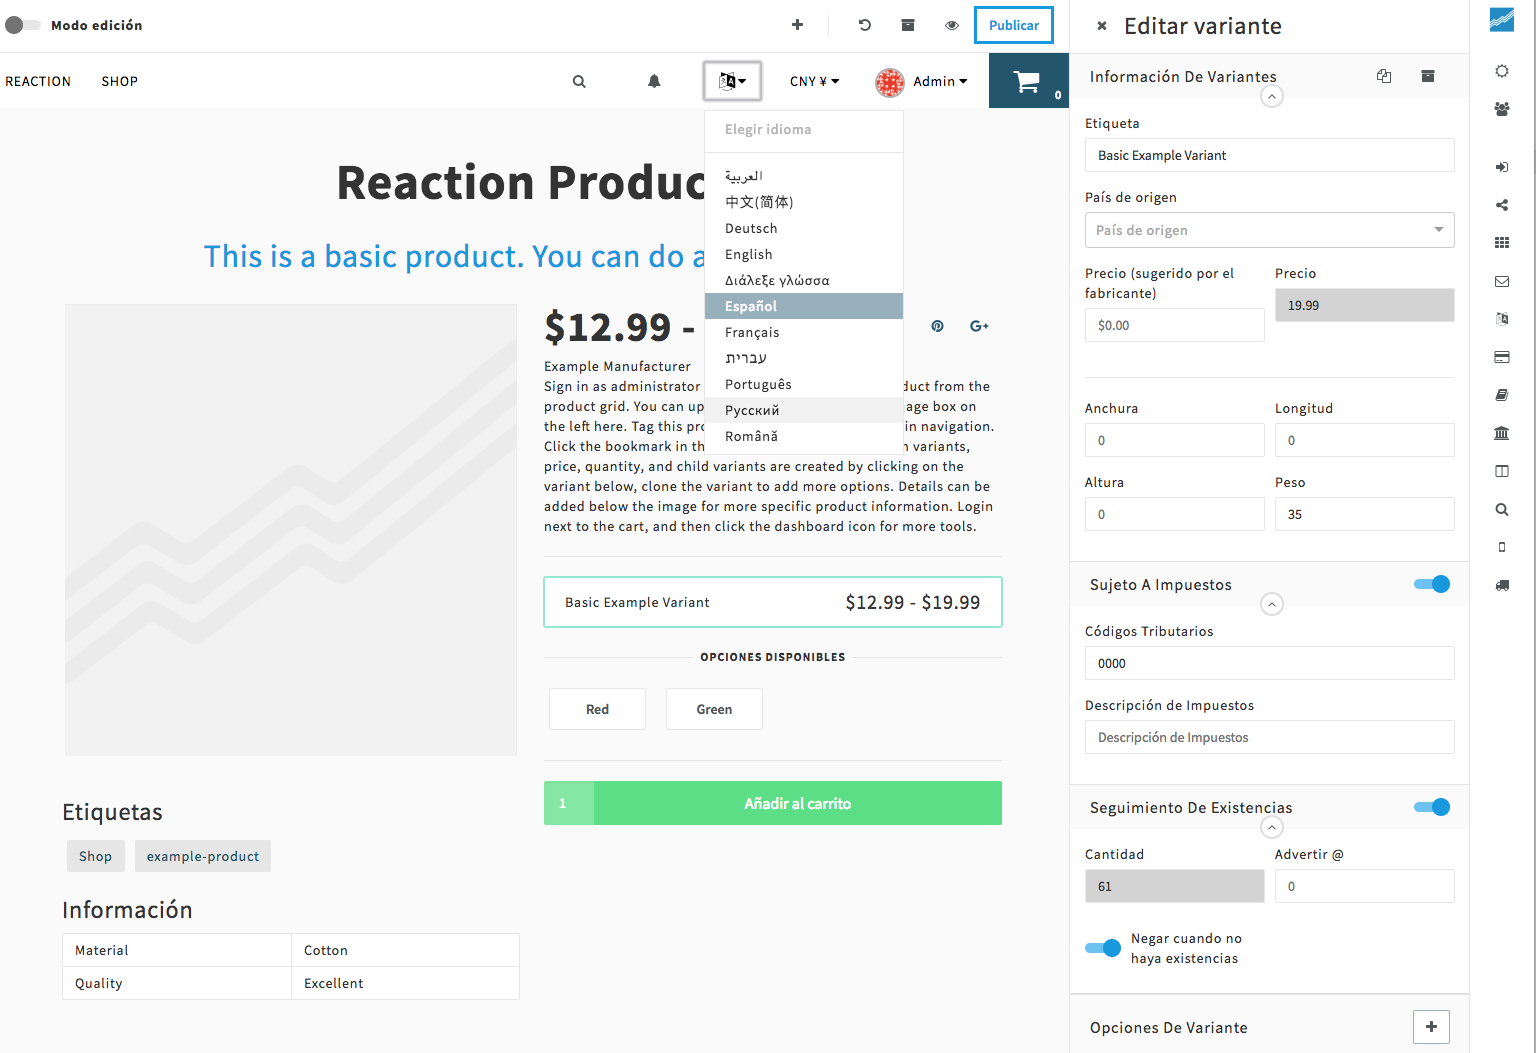 Modo edición
Publicar
REACTION
SHOP
CNY ¥
Admin
0
Elegir idioma
العربية
中文(简体)
Deutsch
English
Διάλεξε γλώσσα
Español
Français
עברית
Português
Русский
Română
Reaction Produc
This is a basic product. You can do a
$12.99 -
G+
Example Manufacturer
Sign in as administrator duct from the
product grid. You can up age box on
the left here. Tag this pro in navigation.
Click the bookmark in th n variants,
price, quantity, and child variants are created by clicking on the
variant below, clone the variant to add more options. Details can be
added below the image for more specific product information. Login
next to the cart, and then click the dashboard icon for more tools.
Basic Example Variant
$12.99 - $19.99
OPCIONES DISPONIBLES
Red
Green
1
Añadir al carrito
Etiquetas
Shop
example-product
Información
Material
Cotton
Quality
Excellent
Editar variante
Información De Variantes
Etiqueta
Basic Example Variant
País de origen
País de origen
Precio (sugerido por el
fabricante)
$0.00
Precio
19.99
Anchura
0
Longitud
0
Altura
0
Peso
35
Sujeto A Impuestos
Códigos Tributarios
0000
Descripción de Impuestos
Descripción de Impuestos
Seguimiento De Existencias
Cantidad
61
Advertir @
0
Negar cuando no
haya existencias
Opciones De Variante